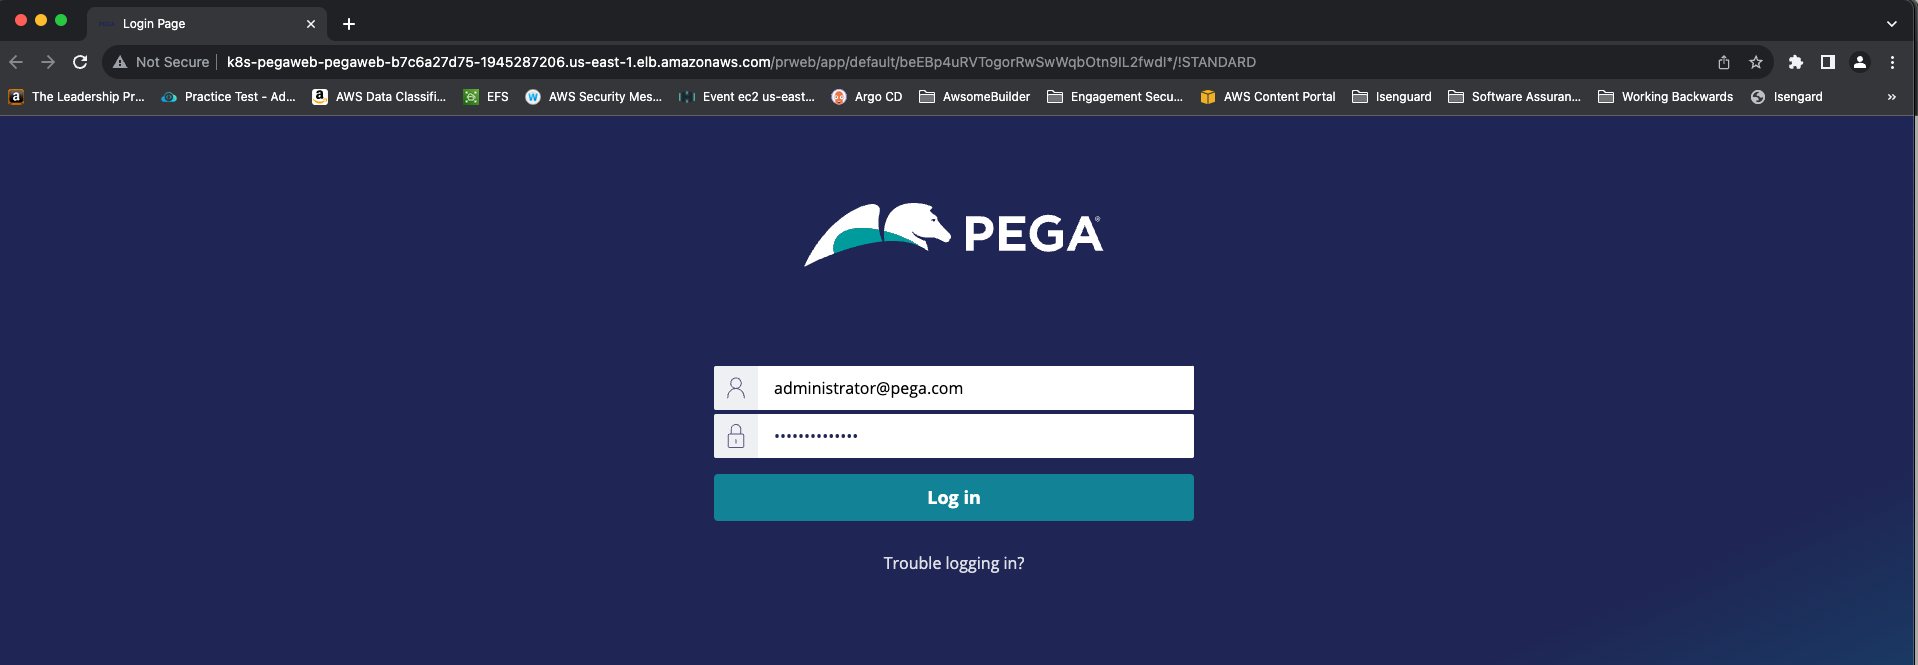 Login Page
Not Secure k8s-pegaweb-pegaweb-b7c6a27d75-1945287206.us-east-1.elb.amazonaws.com/prweb/app/default/beEBp4uRVTogorRwSwWqbOtn9IL2fwdI*/!STANDARD
The Leadership Pr... Practice Test - Ad... AWS Data Classifi... EFS AWS Security Mes... Event ec2 us-east... Argo CD AwsomeBuilder Engagement Secu... AWS Content Portal Isenguard Software Assuran... Working Backwards Isengard
PEGA®
administrator@pega.com
Log in
Trouble logging in?